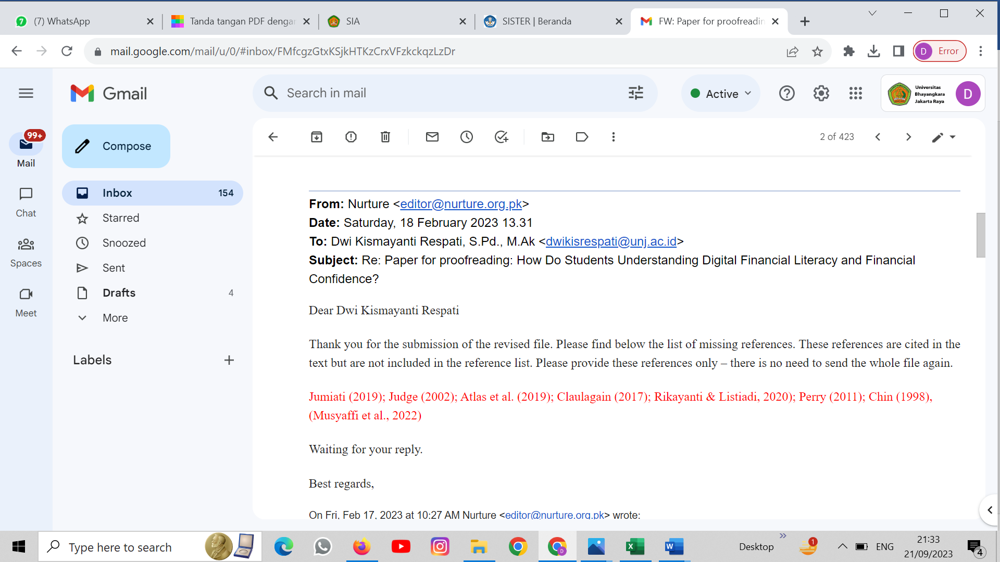 (7) WhatsApp
Tanda tangan PDF dengan
SIA
SISTER | Beranda
FW: Paper for proofreadin
mail.google.com/mail/u/0/#inbox/FMfcgzGtxKSjkHTKzCrxVFzkckqzLzDr
D Error
Gmail
Search in mail
Active
Universitas
Bhayangkara
Jakarta Raya
D
99+
Mail
Chat
Spaces
Meet
Compose
Inbox 154
Starred
Snoozed
Sent
Drafts 4
More
Labels
2 of 423
From: Nurture <editor@nurture.org.pk>
Date: Saturday, 18 February 2023 13.31
To: Dwi Kismayanti Respati, S.Pd., M.Ak <dwikisrespati@unj.ac.id>
Subject: Re: Paper for proofreading: How Do Students Understanding Digital Financial Literacy and Financial
Confidence?
Dear Dwi Kismayanti Respati
Thank you for the submission of the revised file. Please find below the list of missing references. These references are cited in the
text but are not included in the reference list. Please provide these references only – there is no need to send the whole file again.
Jumiati (2019); Judge (2002); Atlas et al. (2019); Claulagain (2017); Rikayanti & Listiadi, 2020); Perry (2011); Chin (1998),
(Musyaffi et al., 2022)
Waiting for your reply.
Best regards,
On Fri, Feb 17, 2023 at 10:27 AM Nurture <editor@nurture.org.pk> wrote:
Type here to search
Desktop
1
ENG
21:33
21/09/2023
4